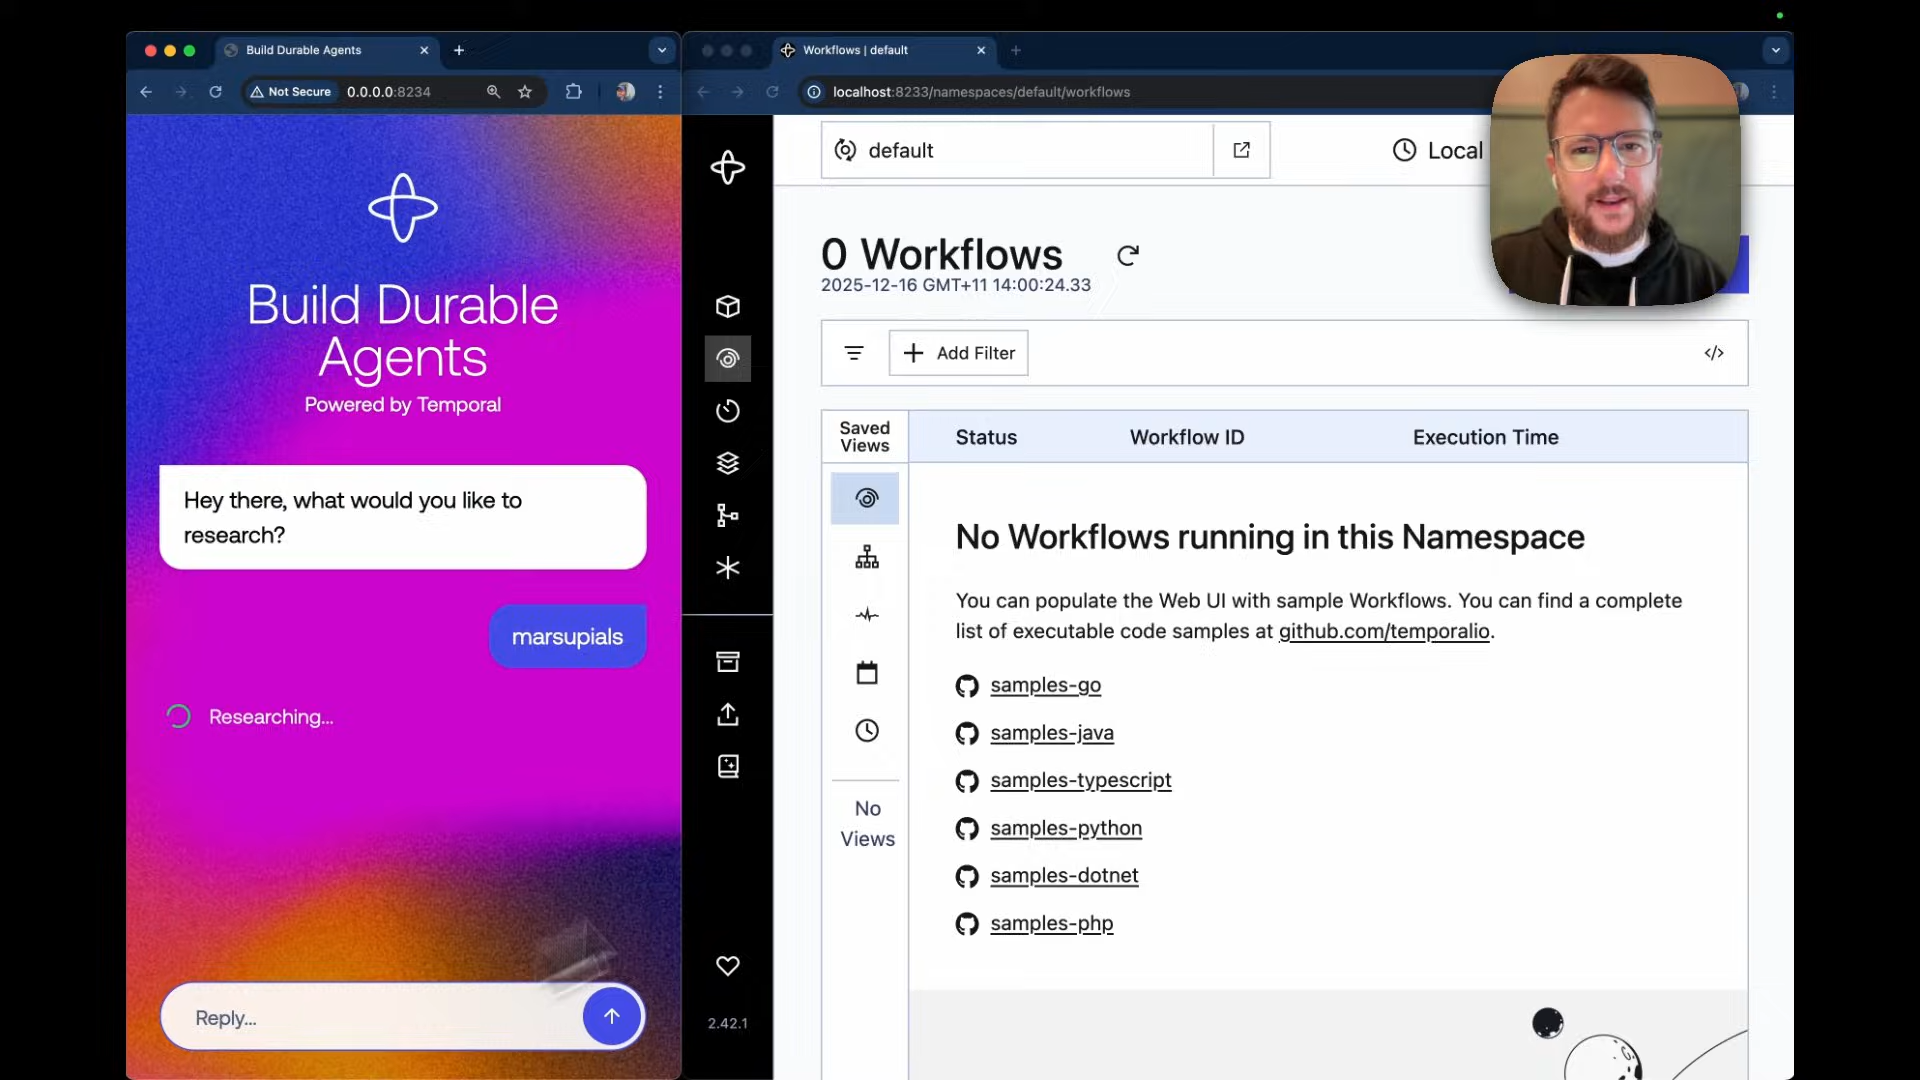 Build Durable Agents
Not Secure
0.0.0.0:8234
Build Durable
Agents
Powered by Temporal
Hey there, what would you like to
research?
marsupials
Researching...
Reply...
Workflows | default
localhost:8233/namespaces/default/workflows
default
Local
0 Workflows
2025-12-16 GMT+11 14:00:24.33
Add Filter
Saved
Views
Status
Workflow ID
Execution Time
No Workflows running in this Namespace
You can populate the Web UI with sample Workflows. You can find a complete
list of executable code samples at github.com/temporalio.
samples-go
samples-java
samples-typescript
samples-python
samples-dotnet
samples-php
No
Views
2.42.1